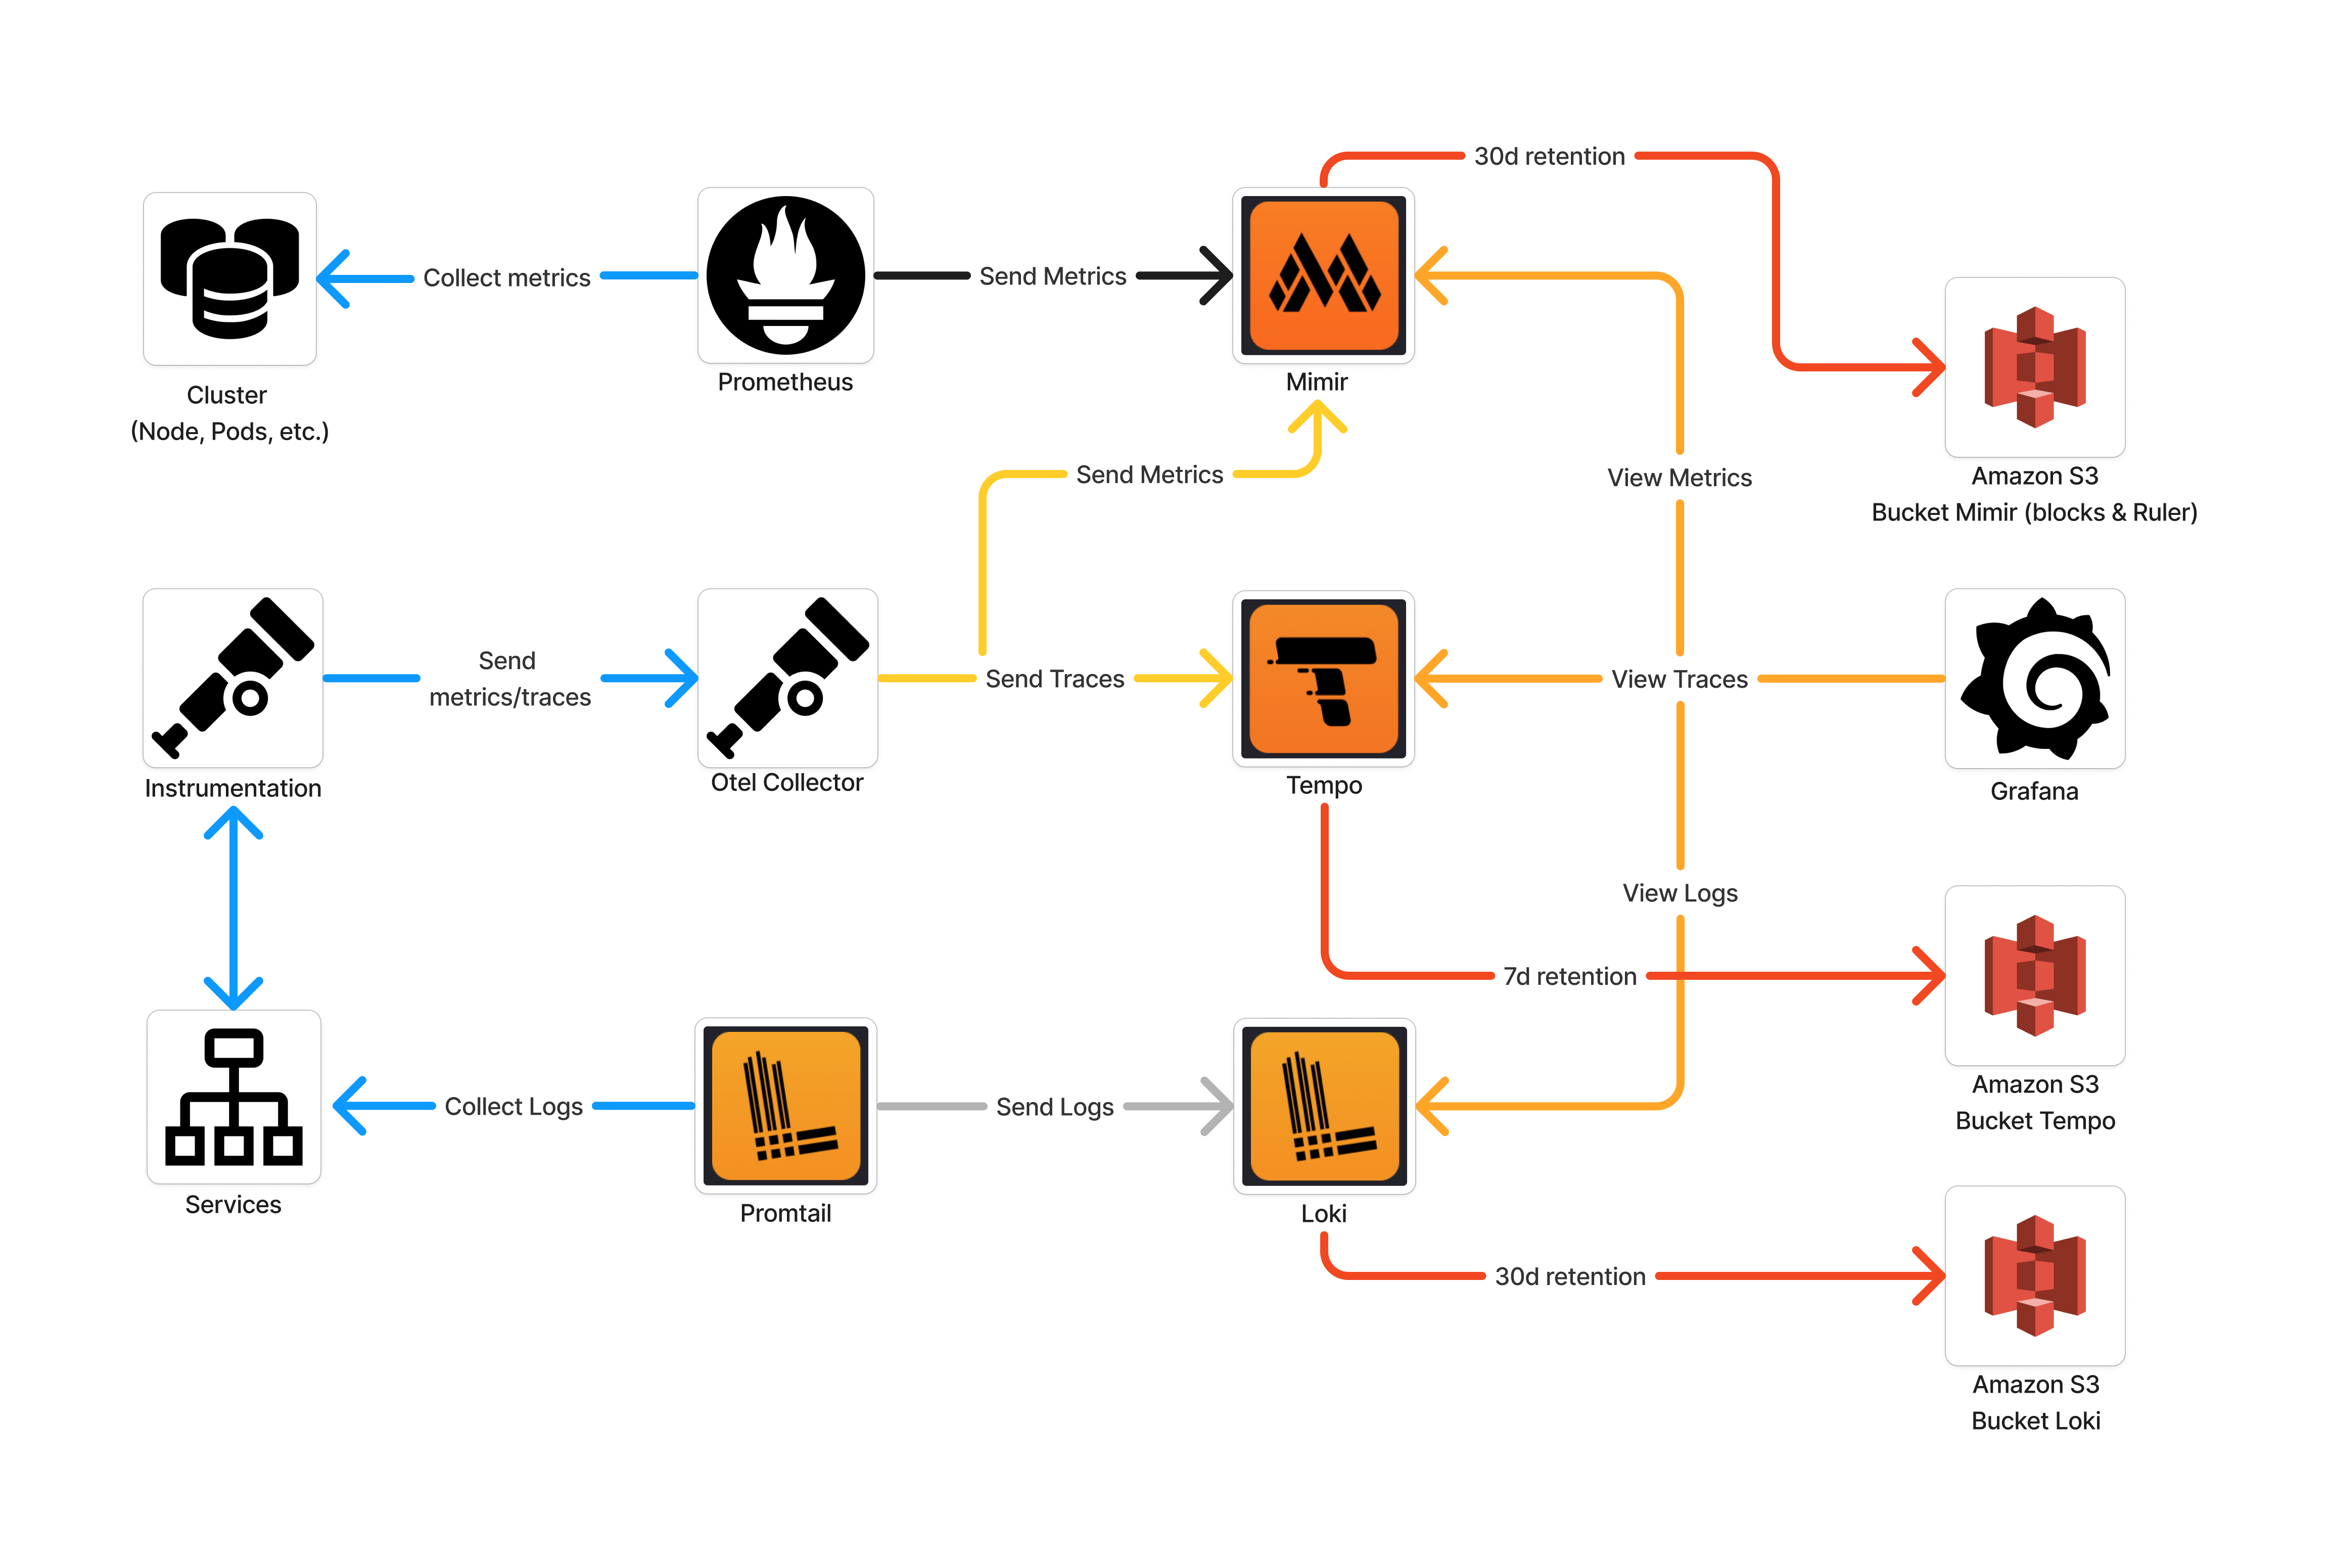 30d retention
Collect metrics
Send Metrics
Cluster
(Node, Pods, etc.)
Prometheus
Mimir
Send Metrics
View Metrics
Amazon S3
Bucket Mimir (blocks & Ruler)
Send
metrics/traces
Send Traces
View Traces
Instrumentation
Otel Collector
Tempo
Grafana
View Logs
7d retention
Amazon S3
Bucket Tempo
Collect Logs
Send Logs
Services
Promtail
Loki
30d retention
Amazon S3
Bucket Loki